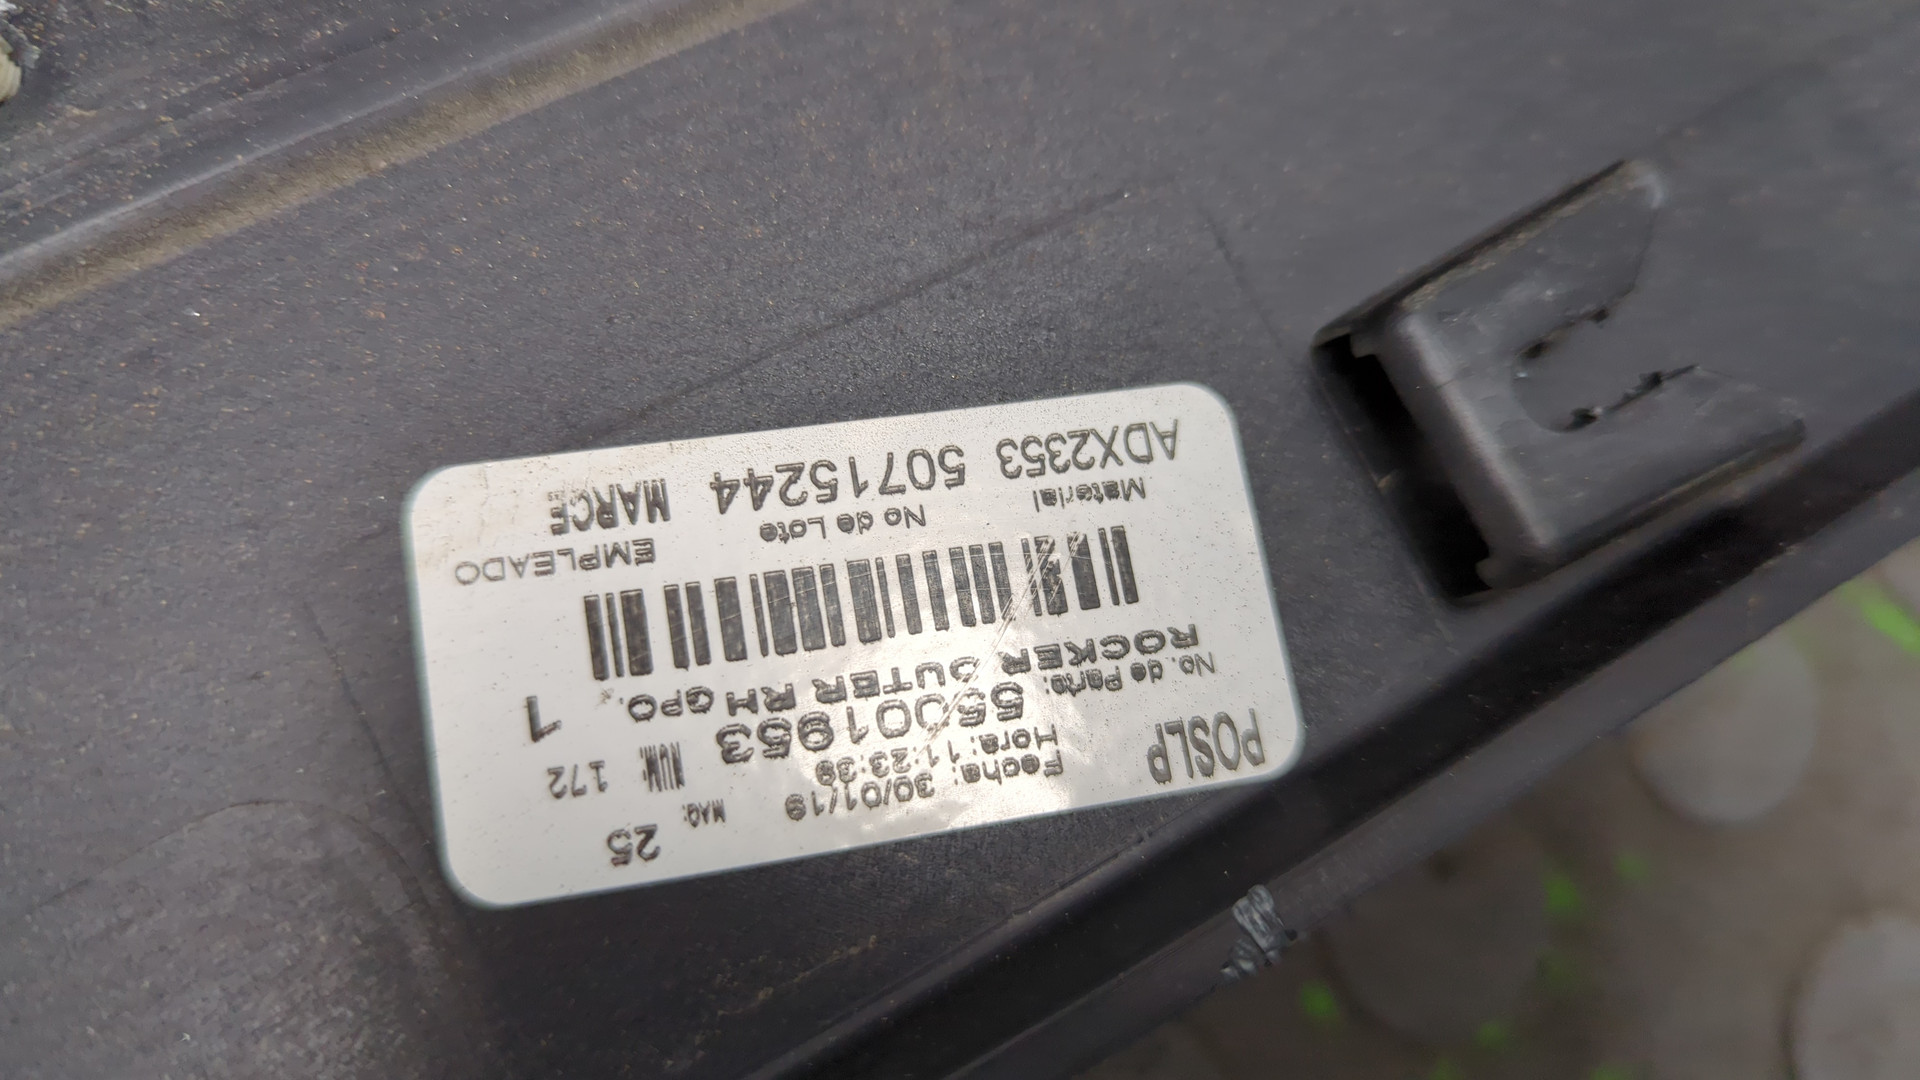 POSLP
Fecha: 30/01/19 MAQ: 25
Hora: 11:23:39 NUM: 172
No. de Parte: 55001953 1
ROCKER OUTER RH GPO.
Material No de Lote EMPLEADO
ADX2353 50715244 MARCE